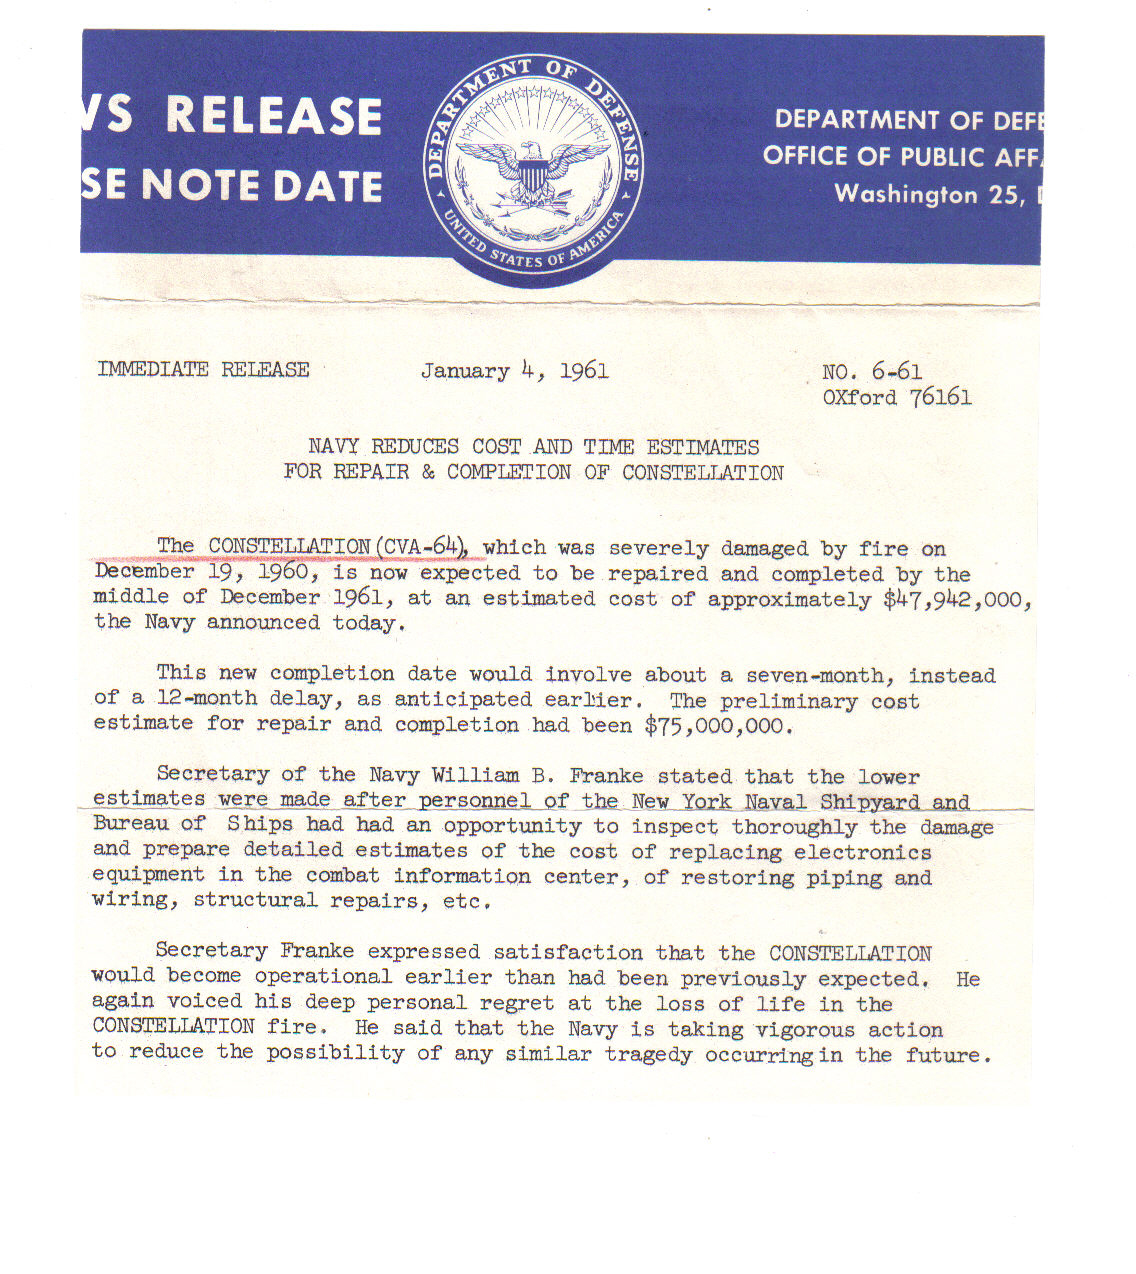 VS RELEASE
SE NOTE DATE
DEPARTMENT OF DEFENSE
UNITED STATES OF AMERICA
DEPARTMENT OF DEFE
OFFICE OF PUBLIC AFF
Washington 25, D
IMMEDIATE RELEASE January 4, 1961 NO. 6-61
OXford 76161
NAVY REDUCES COST AND TIME ESTIMATES
FOR REPAIR & COMPLETION OF CONSTELLATION
The CONSTELLATION (CVA-64), which was severely damaged by fire on
December 19, 1960, is now expected to be repaired and completed by the
middle of December 1961, at an estimated cost of approximately $47,942,000,
the Navy announced today.
This new completion date would involve about a seven-month, instead
of a 12-month delay, as anticipated earlier. The preliminary cost
estimate for repair and completion had been $75,000,000.
Secretary of the Navy William B. Franke stated that the lower
estimates were made after personnel of the New York Naval Shipyard and
Bureau of Ships had had an opportunity to inspect thoroughly the damage
and prepare detailed estimates of the cost of replacing electronics
equipment in the combat information center, of restoring piping and
wiring, structural repairs, etc.
Secretary Franke expressed satisfaction that the CONSTELLATION
would become operational earlier than had been previously expected. He
again voiced his deep personal regret at the loss of life in the
CONSTELLATION fire. He said that the Navy is taking vigorous action
to reduce the possibility of any similar tragedy occurring in the future.